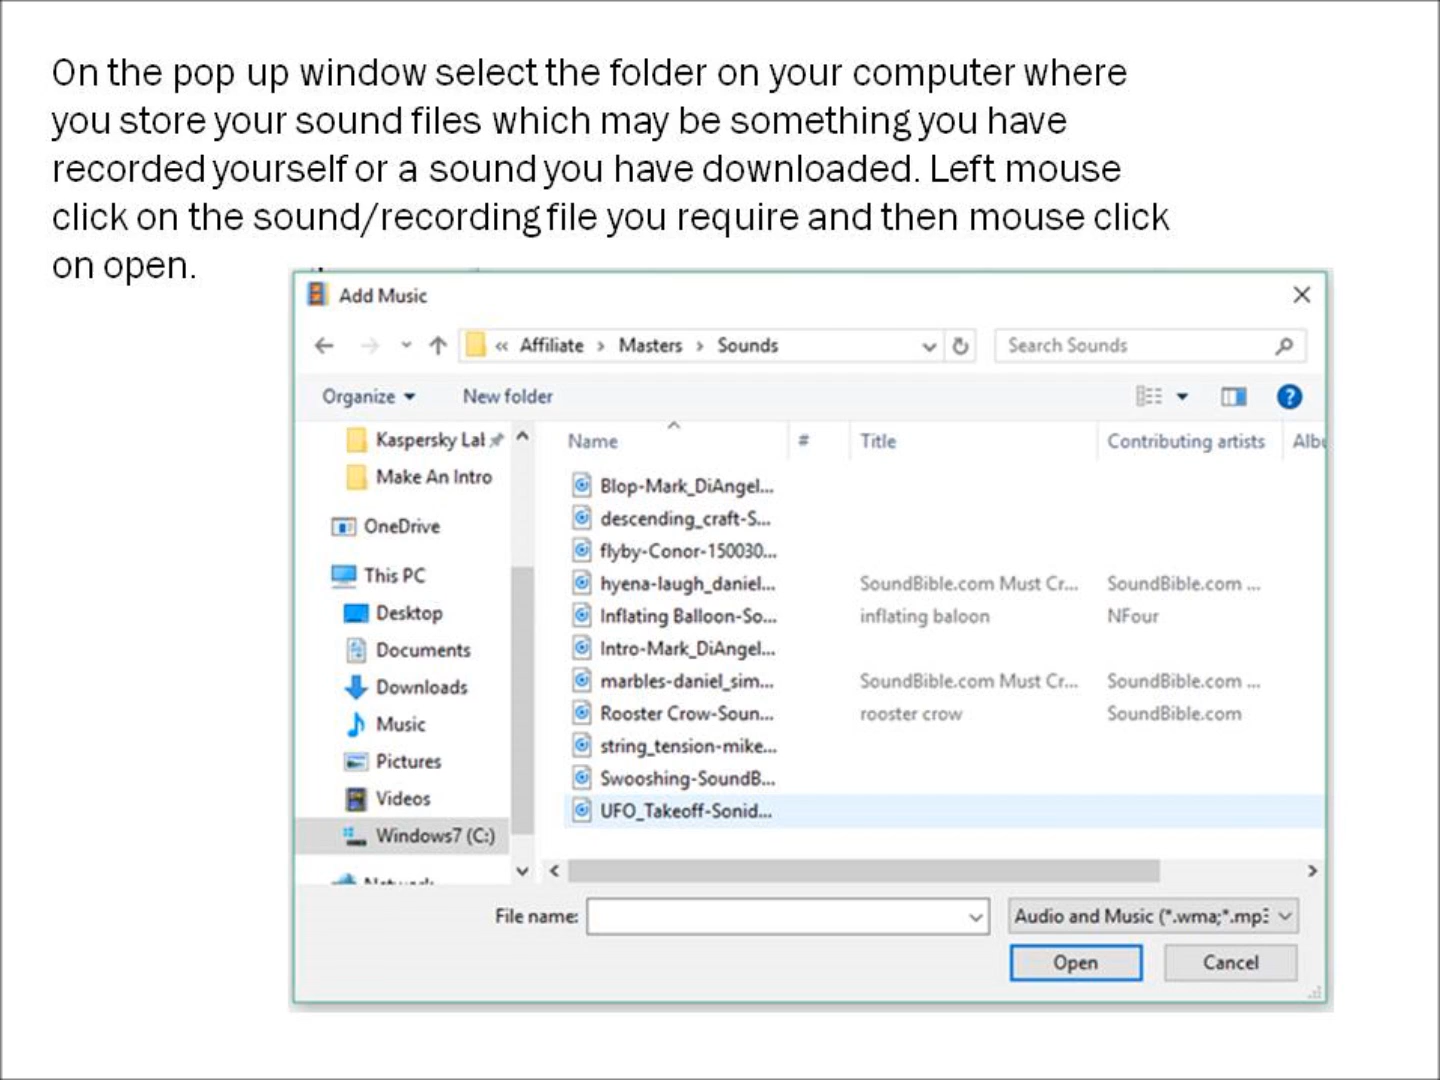 On the pop up window select the folder on your computer where
you store your sound files which may be something you have
recorded yourself or a sound you have downloaded. Left mouse
click on the sound/recording file you require and then mouse click
on open.
Add Music
« Affiliate > Masters > Sounds
Search Sounds
Organize
New folder
Kaspersky Lal
Make An Intro
OneDrive
This PC
Desktop
Documents
Downloads
Music
Pictures
Videos
Windows7 (C:)
Network
Name # Title Contributing artists Albu
Blop-Mark_DiAngel...
descending_craft-S...
flyby-Conor-150030...
hyena-laugh_daniel... SoundBible.com Must Cr... SoundBible.com ...
Inflating Balloon-So... inflating baloon NFour
Intro-Mark_DiAngel...
marbles-daniel_sim... SoundBible.com Must Cr... SoundBible.com ...
Rooster Crow-Soun... rooster crow SoundBible.com
string_tension-mike...
Swooshing-SoundB...
UFO_Takeoff-Sonid...
File name:
Audio and Music (*.wma;*.mp3
Open
Cancel